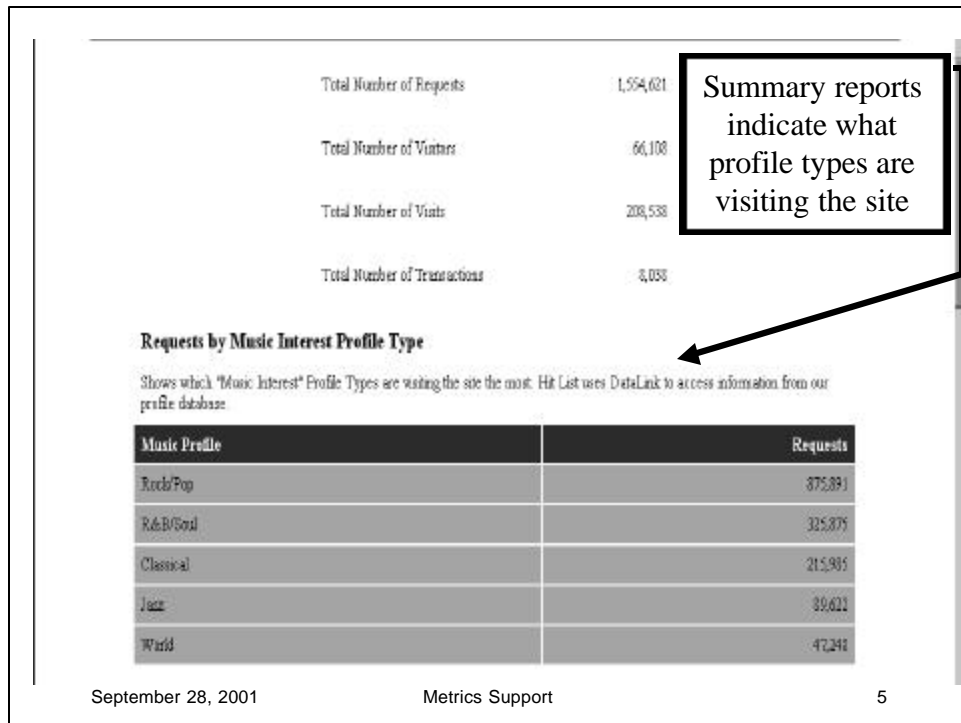 Total Number of Requests 1,554,621
Summary reports
indicate what
profile types are
visiting the site
Total Number of Visitors 66,108
Total Number of Visits 208,538
Total Number of Transactions 8,038
Requests by Music Interest Profile Type
Shows which "Music Interest" Profile Types are visiting the site the most. Hit List uses DataLink to access information from our
profile database
Music Profile Requests
Rock/Pop 875,891
R&B/Soul 325,875
Classical 215,985
Jazz 89,622
World 47,248
September 28, 2001 Metrics Support 5